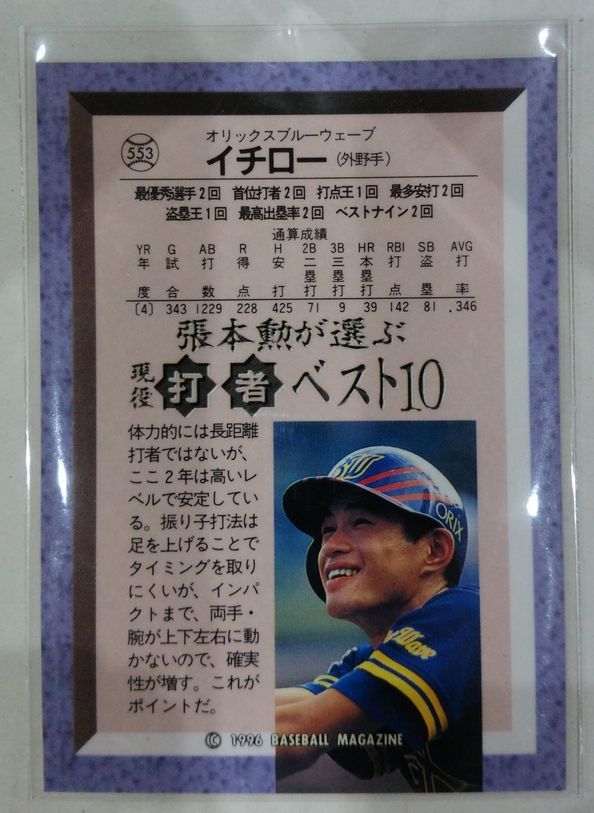 553
オリックスブルーウェーブ
イチロー(外野手)
最優秀選手2回 首位打者2回 打点王1回 最多安打2回
盗塁王1回 最高出塁率2回 ベストナイン2回
通算成績
YR G AB R H 2B 3B HR RBI SB AVG
年 試 打 得 安 二 三 本 打 盗 打
塁 塁 塁
度 合 数 点 打 打 打 打 点 塁 率
〔4〕 343 1229 228 425 71 9 39 142 81 .346
張本勲が選ぶ
現役打者ベスト10
体力的には長距離
打者ではないが、
ここ2年は高いレ
ベルで安定してい
る。振り子打法は
足を上げることで
タイミングを取り
にくいが、インパ
クトまで、両手・
腕が上下左右に動
かないので、確実
性が増す。これが
ポイントだ。
BW
ORIX
Wave
© 1996 BASEBALL MAGAZINE